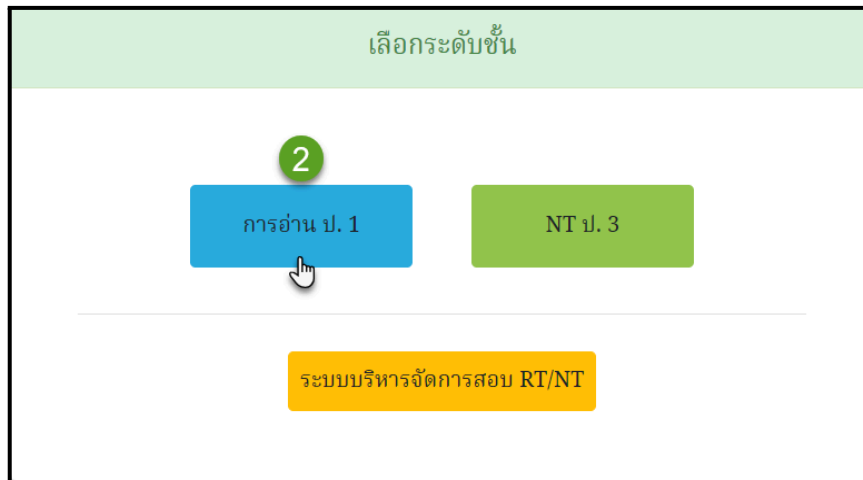 เลือกระดับชั้น
2
การอ่าน ป. 1
NT ป. 3
ระบบบริหารจัดการสอบ RT/NT